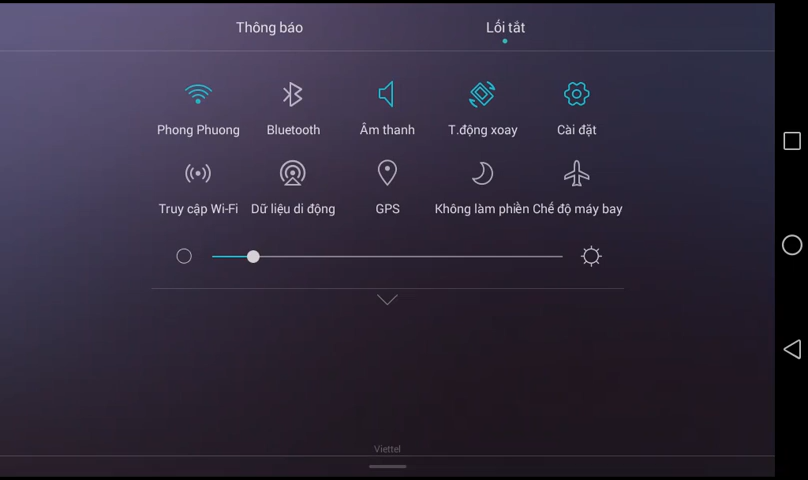 Thông báo Lối tắt
Phong Phuong Bluetooth Âm thanh T.động xoay Cài đặt
Truy cập Wi-Fi Dữ liệu di động GPS Không làm phiền Chế độ máy bay
Viettel